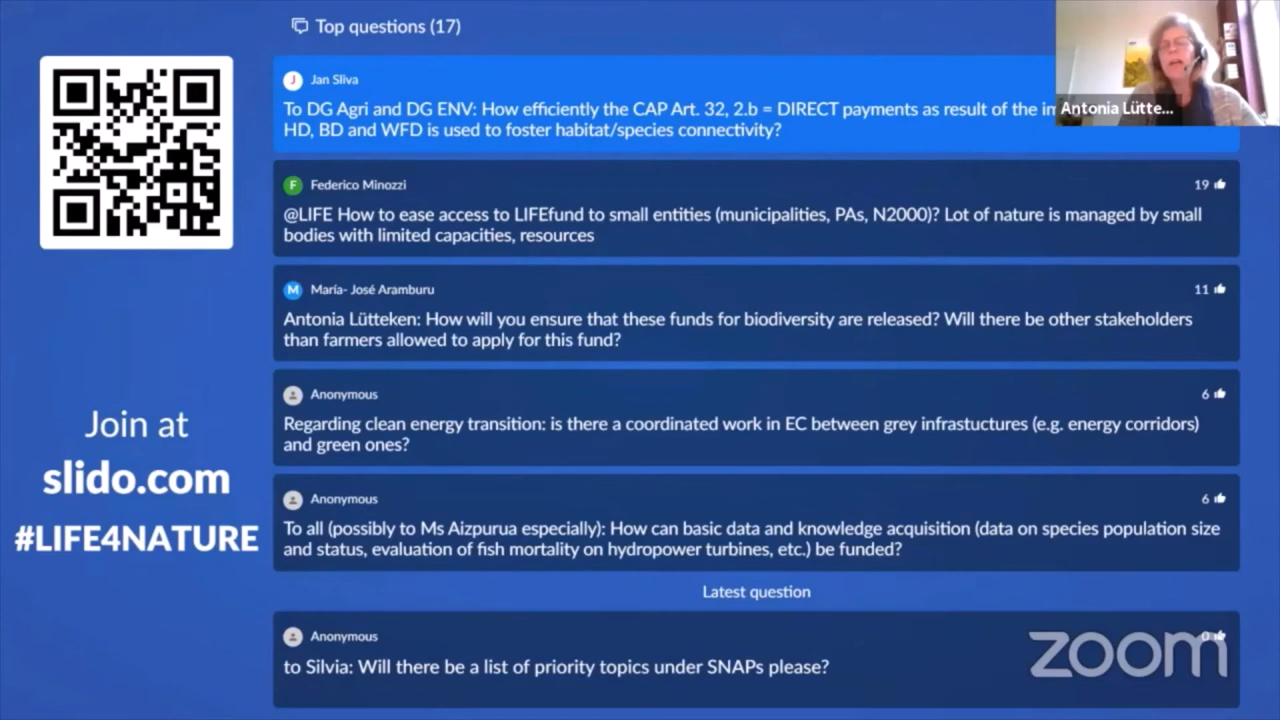 Top questions (17)
J Jan Sliva
To DG Agri and DG ENV: How efficiently the CAP Art. 32, 2.b = DIRECT payments as result of the
HD, BD and WFD is used to foster habitat/species connectivity?
Antonia Lütte...
F Federico Minozzi 19
@LIFE How to ease access to LIFEfund to small entities (municipalities, PAs, N2000)? Lot of nature is managed by small
bodies with limited capacities, resources
M María- José Aramburu 11
Antonia Lütteken: How will you ensure that these funds for biodiversity are released? Will there be other stakeholders
than farmers allowed to apply for this fund?
Anonymous 6
Regarding clean energy transition: is there a coordinated work in EC between grey infrastuctures (e.g. energy corridors)
and green ones?
Anonymous 6
To all (possibly to Ms Aizpurua especially): How can basic data and knowledge acquisition (data on species population size
and status, evaluation of fish mortality on hydropower turbines, etc.) be funded?
Latest question
Anonymous 0
to Silvia: Will there be a list of priority topics under SNAPs please?
Join at
slido.com
#LIFE4NATURE
zoom